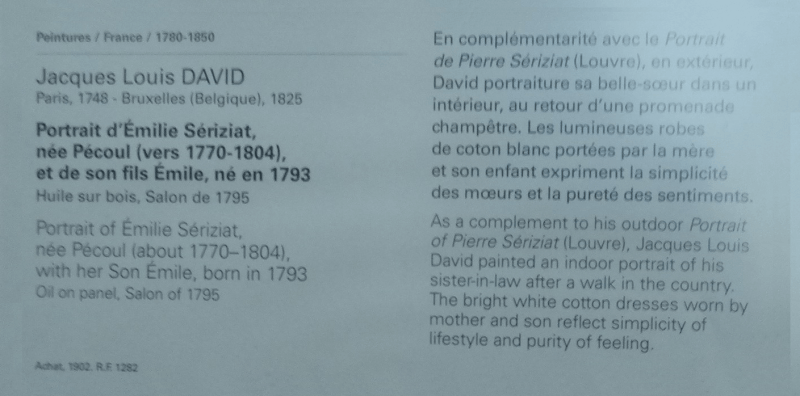 Peintures / France / 1780-1850
Jacques Louis DAVID
Paris, 1748 - Bruxelles (Belgique), 1825
Portrait d'Émilie Sériziat,
née Pécoul (vers 1770-1804),
et de son fils Émile, né en 1793
Huile sur bois, Salon de 1795
Portrait of Émilie Sériziat,
née Pécoul (about 1770–1804),
with her Son Émile, born in 1793
Oil on panel, Salon of 1795
Achat, 1902. R.F. 1282
En complémentarité avec le Portrait
de Pierre Sériziat (Louvre), en extérieur,
David portraiture sa belle-sœur dans un
intérieur, au retour d'une promenade
champêtre. Les lumineuses robes
de coton blanc portées par la mère
et son enfant expriment la simplicité
des mœurs et la pureté des sentiments.
As a complement to his outdoor Portrait
of Pierre Sériziat (Louvre), Jacques Louis
David painted an indoor portrait of his
sister-in-law after a walk in the country.
The bright white cotton dresses worn by
mother and son reflect simplicity of
lifestyle and purity of feeling.